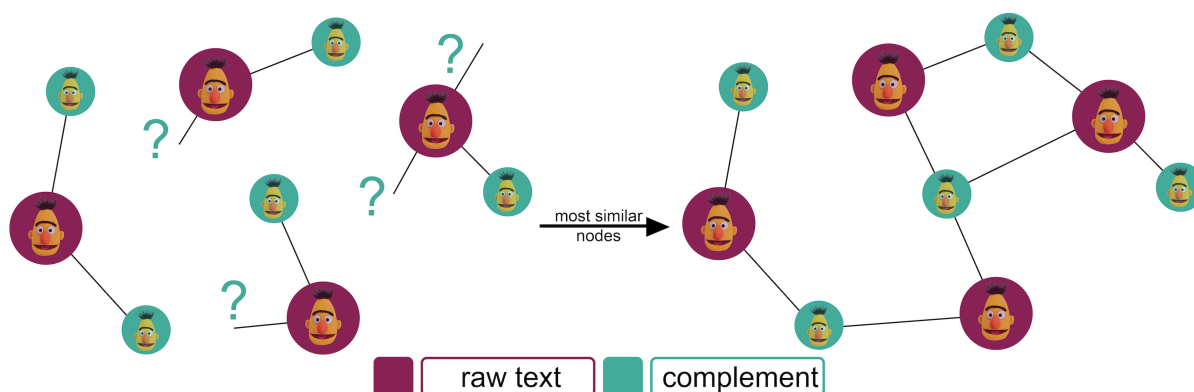 ?
?
?
?
most similar
nodes
raw text
complement